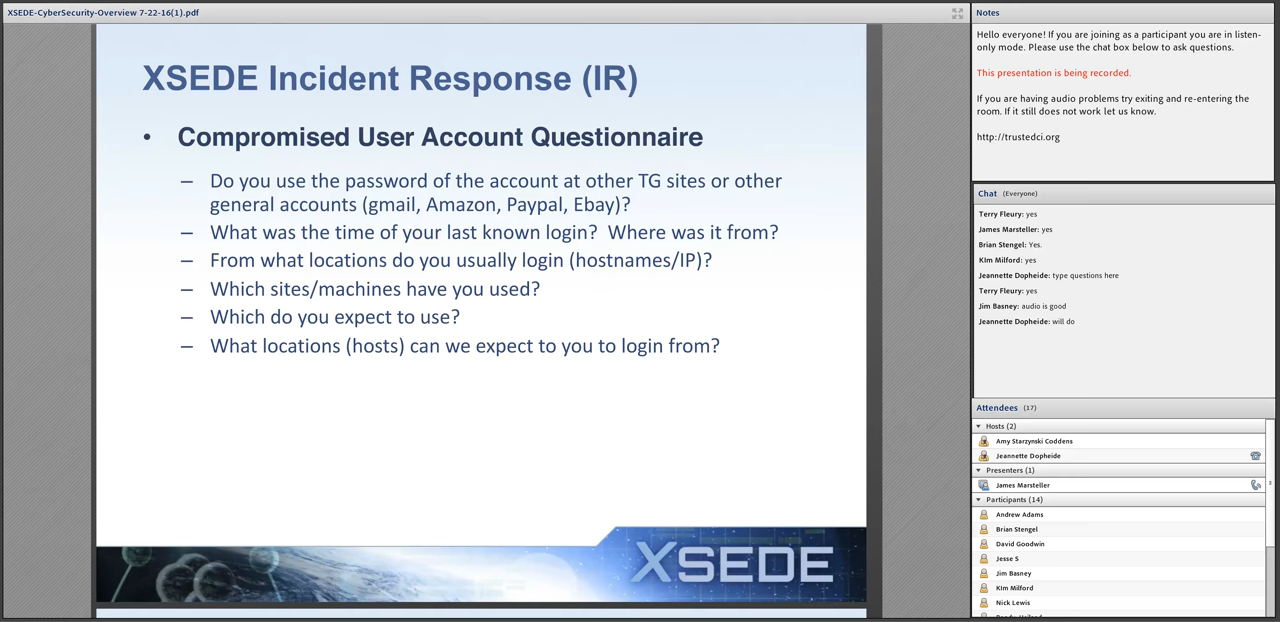 XSEDE-CyberSecurity-Overview 7-22-16(1).pdf
XSEDE Incident Response (IR)
• Compromised User Account Questionnaire
– Do you use the password of the account at other TG sites or other
general accounts (gmail, Amazon, Paypal, Ebay)?
– What was the time of your last known login? Where was it from?
– From what locations do you usually login (hostnames/IP)?
– Which sites/machines have you used?
– Which do you expect to use?
– What locations (hosts) can we expect to you to login from?
XSEDE
Notes
Hello everyone! If you are joining as a participant you are in listen-
only mode. Please use the chat box below to ask questions.
This presentation is being recorded.
If you are having audio problems try exiting and re-entering the
room. If it still does not work let us know.
http://trustedci.org
Chat (Everyone)
Terry Fleury: yes
James Marsteller: yes
Brian Stengel: Yes.
KIm Milford: yes
Jeannette Dopheide: type questions here
Terry Fleury: yes
Jim Basney: audio is good
Jeannette Dopheide: will do
Attendees (17)
Hosts (2)
Amy Starzynski Coddens
Jeannette Dopheide
Presenters (1)
James Marsteller
Participants (14)
Andrew Adams
Brian Stengel
David Goodwin
Jesse S
Jim Basney
KIm Milford
Nick Lewis